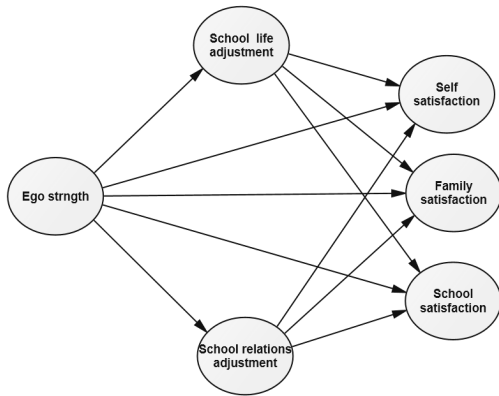 School life
adjustment
Self
satisfaction
Ego strngth
Family
satisfaction
School
satisfaction
School relations
adjustment